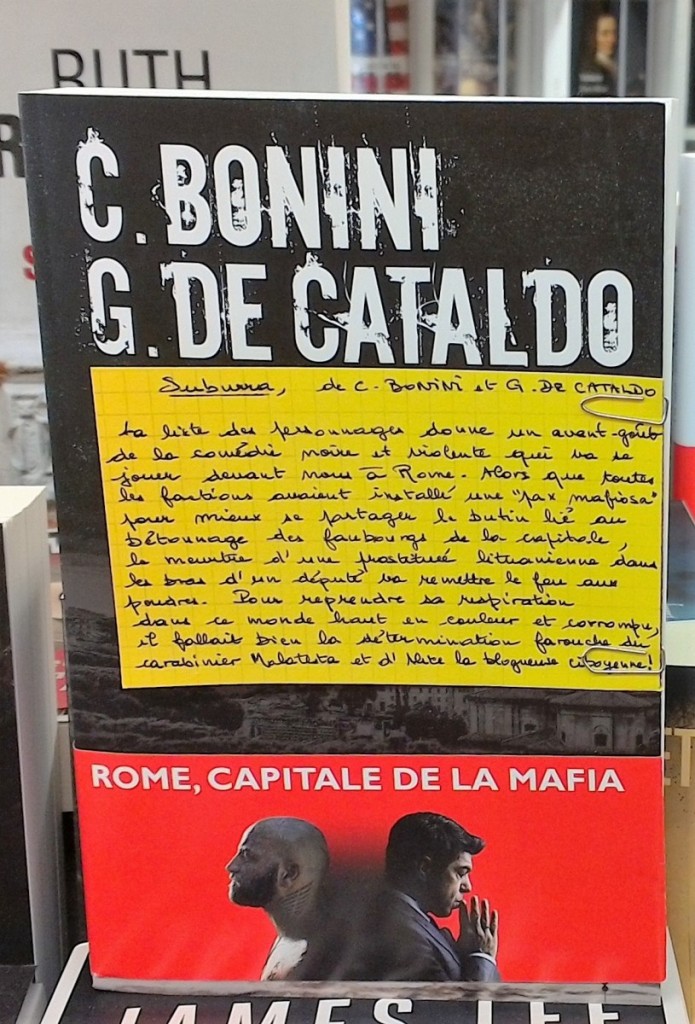 RUTH
R
C. BONINI
G. DE CATALDO
Suburra, de C. BONINI et G. DE CATALDO
La liste des personnages donne un avant-goût
de la comédie noire et violente qui va se
jouer devant nous à Rome. Alors que toutes
les factions avaient installé une "pax mafiosa"
pour mieux se partager le butin lié au
bétonnage des faubourgs de la capitale,
le meurtre d'une prostituée lituanienne dans
les bras d'un député va remettre le feu aux
poudres. Pour reprendre sa respiration
dans ce monde haut en couleur et corrompu,
il fallait bien la détermination farouche du
carabinier Malatesta et d'Alice la blogueuse citoyenne!
ROME, CAPITALE DE LA MAFIA
JAMES LEE